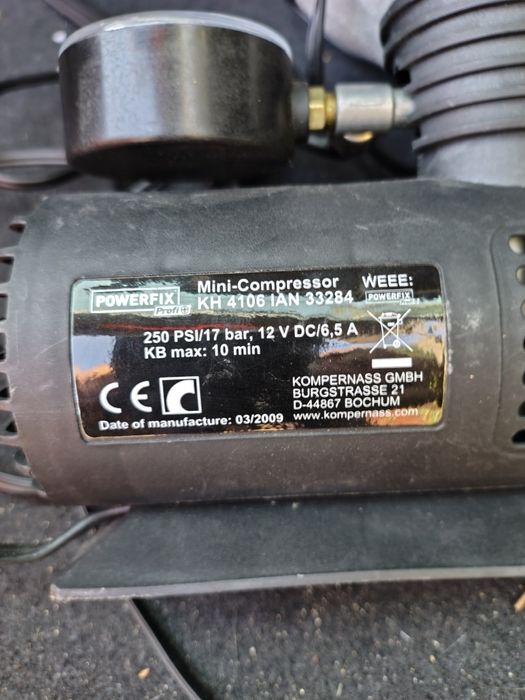 POWERFIX
Profi+
Mini-Compressor
KH 4106 IAN 33284
WEEE:
POWERFIX
250 PSI/17 bar, 12 V DC/6,5 A
KB max: 10 min
CE
KOMPERNASS GMBH
BURGSTRASSE 21
D-44867 BOCHUM
www.kompernass.com
Date of manufacture: 03/2009